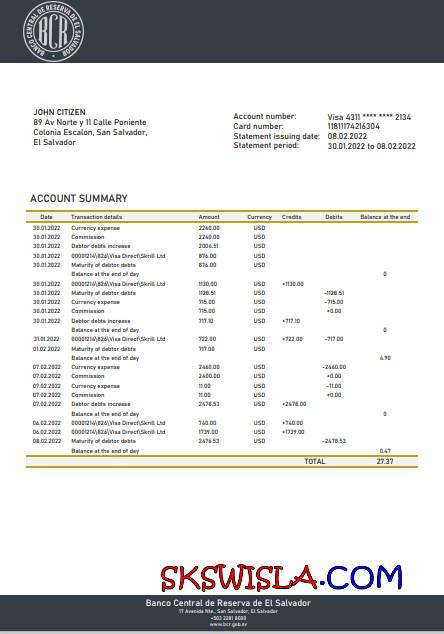 BANCO CENTRAL DE RESERVA DE EL SALVADOR
BCR
JOHN CITIZEN
89 Av Norte y 11 Calle Poniente
Colonia Escalon, San Salvador,
El Salvador
Account number: Visa 4311 **** **** 2134
Card number: 11811174216304
Statement issuing date: 08.02.2022
Statement period: 30.01.2022 to 08.02.2022
ACCOUNT SUMMARY
Date Transaction details Amount Currency Credits Debits Balance at the end
30.01.2022 Currency expense 2240.00 USD
30.01.2022 Commission 2240.00 USD
30.01.2022 Debtor debts increase 2004.51 USD
30.01.2022 00001214\826\Visa Direct\Skrill Ltd 876.00 USD
30.01.2022 Maturity of debtor debts 876.00 USD
Balance at the end of day 0
30.01.2022 00001214\826\Visa Direct\Skrill Ltd 1130.00 USD +1130.00
30.01.2022 Maturity of debtor debts 1128.51 USD -1128.51
30.01.2022 Currency expense 715.00 USD -715.00
30.01.2022 Commission 715.00 USD +0.00
30.01.2022 Debtor debts increase 717.10 USD +717.10
Balance at the end of day 0
31.01.2022 00001214\826\Visa Direct\Skrill Ltd 722.00 USD +722.00 -717.00
01.02.2022 Maturity of debtor debts 717.00 USD
Balance at the end of day 4.90
07.02.2022 Currency expense 2460.00 USD -2460.00
07.02.2022 Commission 2400.00 USD +0.00
07.02.2022 Currency expense 11.00 USD -11.00
07.02.2022 Commission 11.00 USD +0.00
07.02.2022 Debtor debts increase 2478.53 USD +2478.00
Balance at the end of day 0
06.02.2022 00001214\826\Visa Direct\Skrill Ltd 740.00 USD +740.00
06.02.2022 00001214\826\Visa Direct\Skrill Ltd 1739.00 USD +1739.00
08.02.2022 Maturity of debtor debts 2476.53 USD -2478.53
Balance at the end of day 0.47
TOTAL 27.37
SKSWISLA.COM
Banco Central de Reserva de El Salvador
17 Avenida Nte, San Salvador, El Salvador
+503 2281 8000
www.bcr.gob.sv